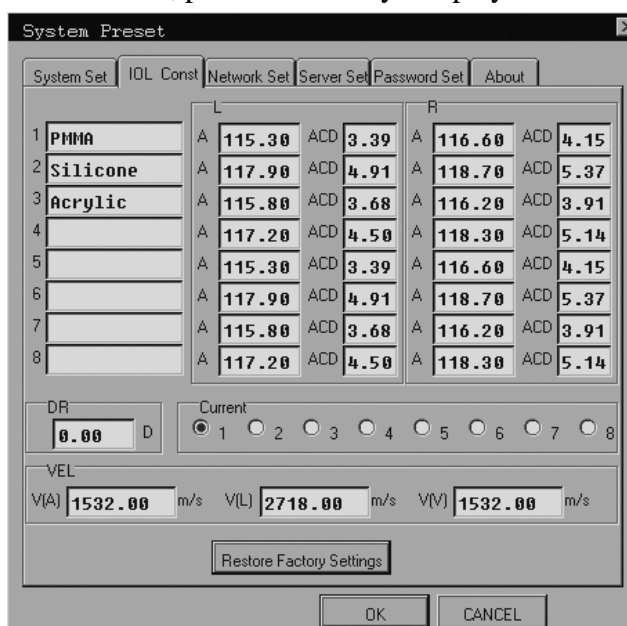 System Preset
System Set IOL Const Network Set Server Set Password Set About
L R
1 PMMA A 115.30 ACD 3.39 A 116.60 ACD 4.15
2 Silicone A 117.90 ACD 4.91 A 118.70 ACD 5.37
3 Acrylic A 115.80 ACD 3.68 A 116.20 ACD 3.91
4 A 117.20 ACD 4.50 A 118.30 ACD 5.14
5 A 115.30 ACD 3.39 A 116.60 ACD 4.15
6 A 117.90 ACD 4.91 A 118.70 ACD 5.37
7 A 115.80 ACD 3.68 A 116.20 ACD 3.91
8 A 117.20 ACD 4.50 A 118.30 ACD 5.14
DR Current
0.00 D 1 2 3 4 5 6 7 8
VEL
V(A) 1532.00 m/s V(L) 2718.00 m/s V(V) 1532.00 m/s
Restore Factory Settings
OK CANCEL